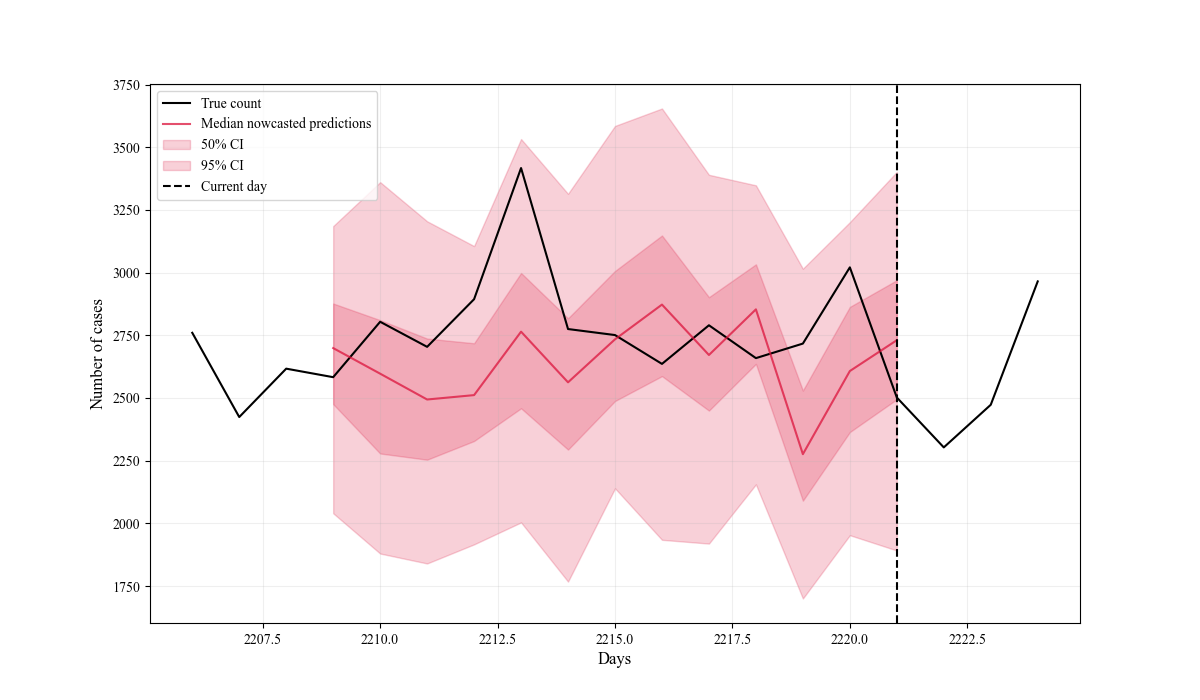 3750
3500
3250
3000
2750
2500
2250
2000
1750
Number of cases
True count
Median nowcasted predictions
50% CI
95% CI
Current day
2207.5 2210.0 2212.5 2215.0 2217.5 2220.0 2222.5
Days